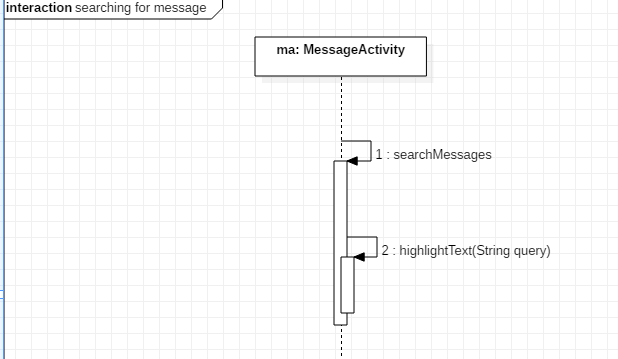 interaction searching for message
ma: MessageActivity
1 : searchMessages
2 : highlightText(String query)